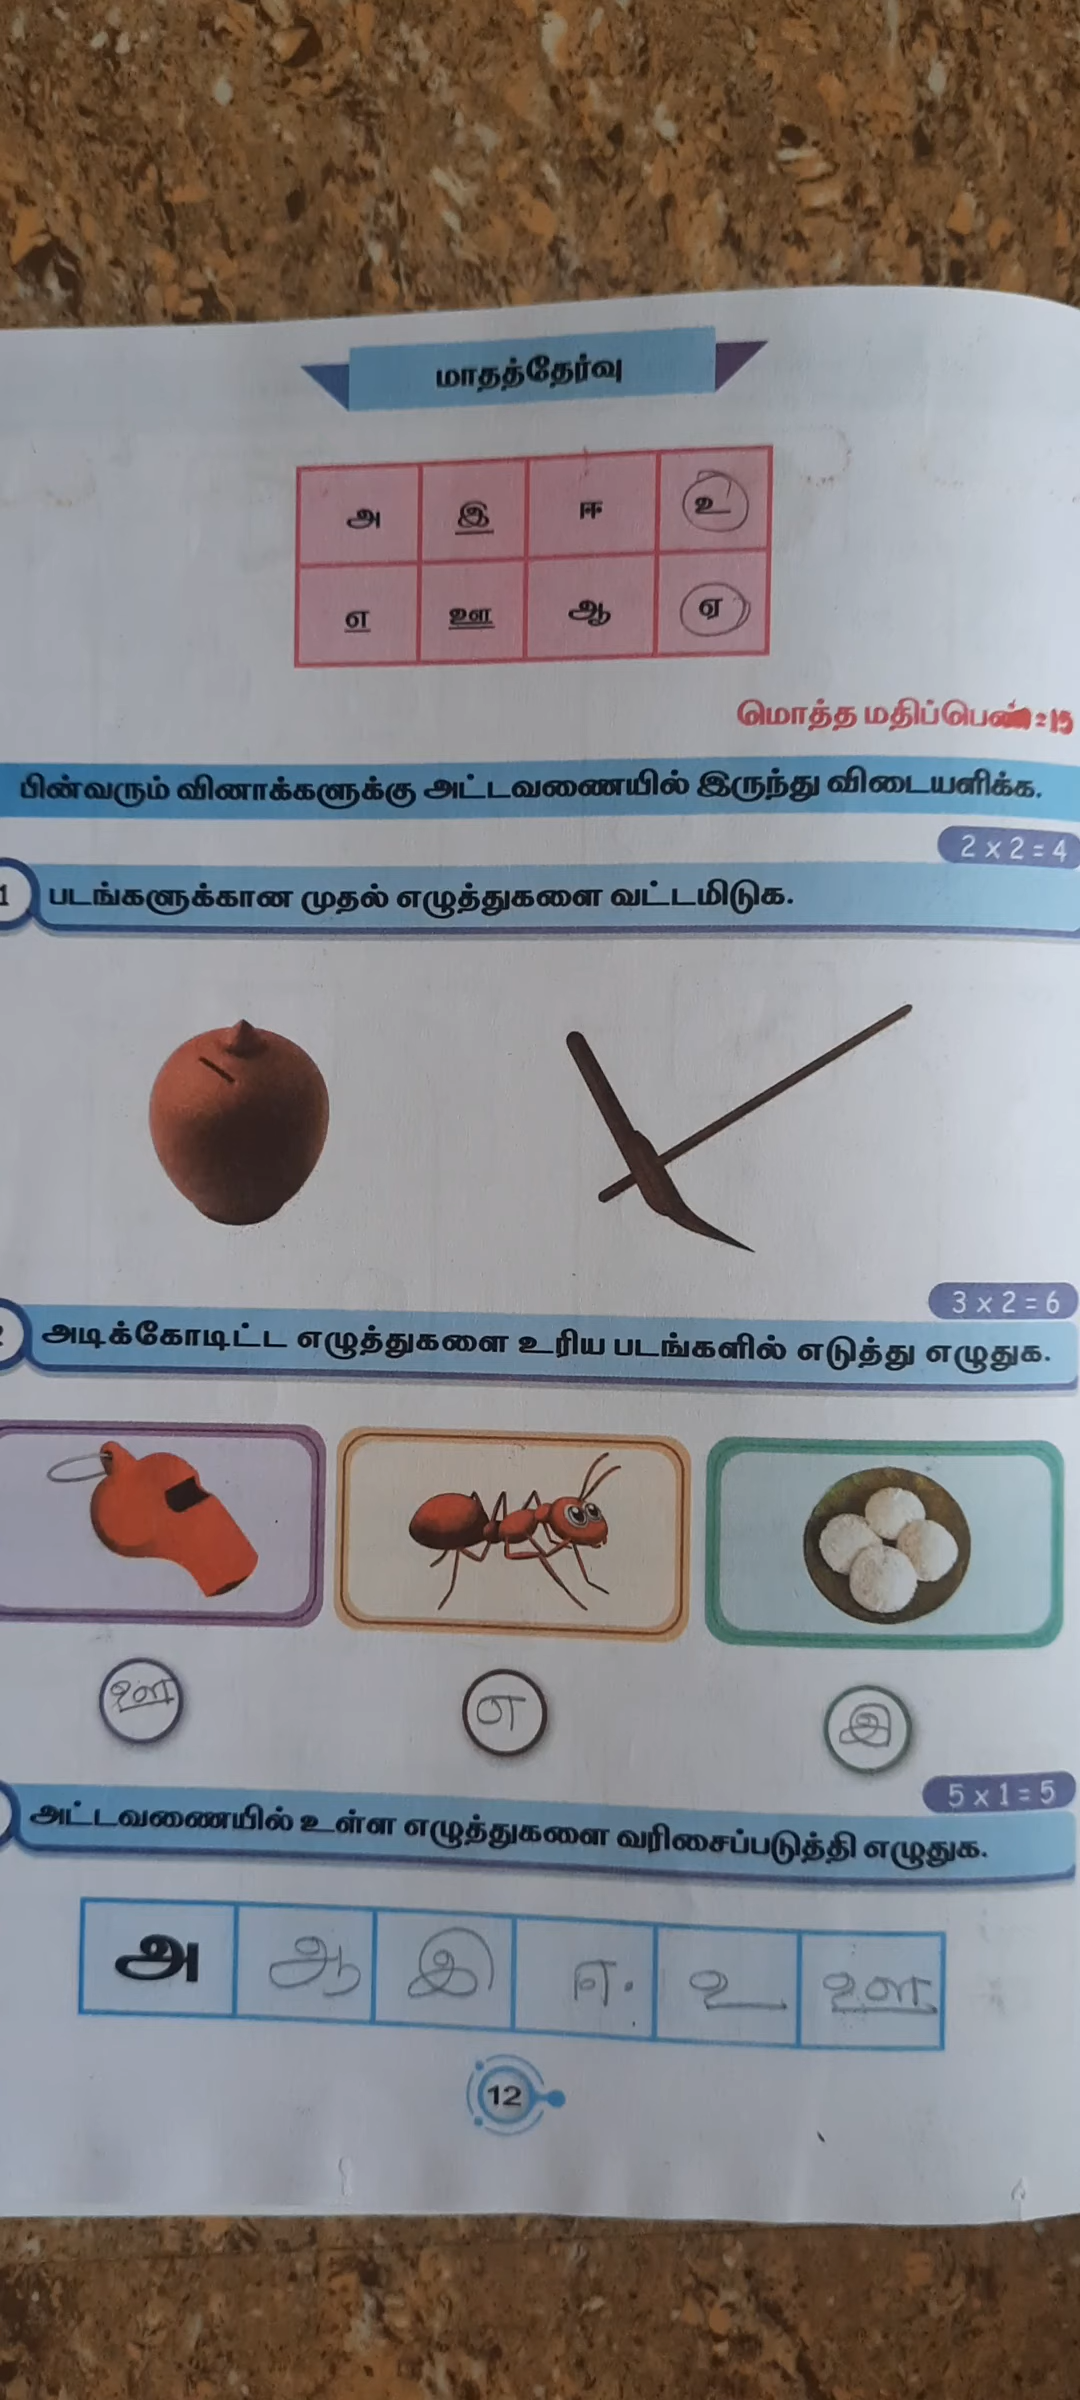 மாதத்தேர்வு
அ இ ஈ உ
எ ஊ ஆ ஏ
மொத்த மதிப்பெண்=15
பின்வரும் வினாக்களுக்கு அட்டவணையில் இருந்து விடையளிக்க.
2 x 2 = 4
1 படங்களுக்கான முதல் எழுத்துகளை வட்டமிடுக.
3 x 2 = 6
அடிக்கோடிட்ட எழுத்துகளை உரிய படங்களில் எடுத்து எழுதுக.
ஊ எ இ
5 x 1 = 5
அட்டவணையில் உள்ள எழுத்துகளை வரிசைப்படுத்தி எழுதுக.
அ ஆ இ ஈ உ ஊ
12